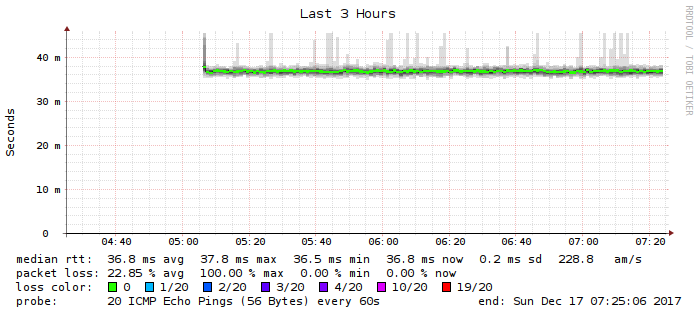 Last 3 Hours
RRDTOOL / TOBI OETIKER
Seconds
40 m
30 m
20 m
10 m
0
04:40 05:00 05:20 05:40 06:00 06:20 06:40 07:00 07:20
median rtt: 36.8 ms avg 37.8 ms max 36.5 ms min 36.8 ms now 0.2 ms sd 228.8 am/s
packet loss: 22.85 % avg 100.00 % max 0.00 % min 0.00 % now
loss color: 0 1/20 2/20 3/20 4/20 10/20 19/20
probe: 20 ICMP Echo Pings (56 Bytes) every 60s end: Sun Dec 17 07:25:06 2017